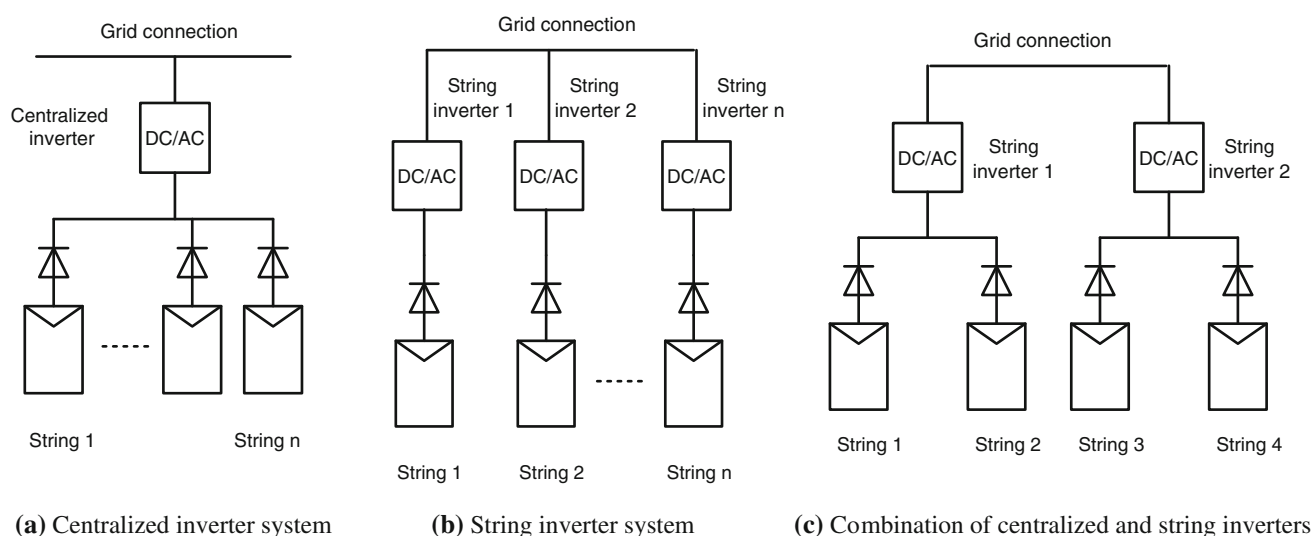 Grid connection
Centralized
inverter
DC/AC
String 1
String n
(a) Centralized inverter system
Grid connection
String
inverter 1
String
inverter 2
String
inverter n
DC/AC
DC/AC
DC/AC
String 1
String 2
String n
(b) String inverter system
Grid connection
DC/AC
String
inverter 1
DC/AC
String
inverter 2
String 1
String 2
String 3
String 4
(c) Combination of centralized and string inverters